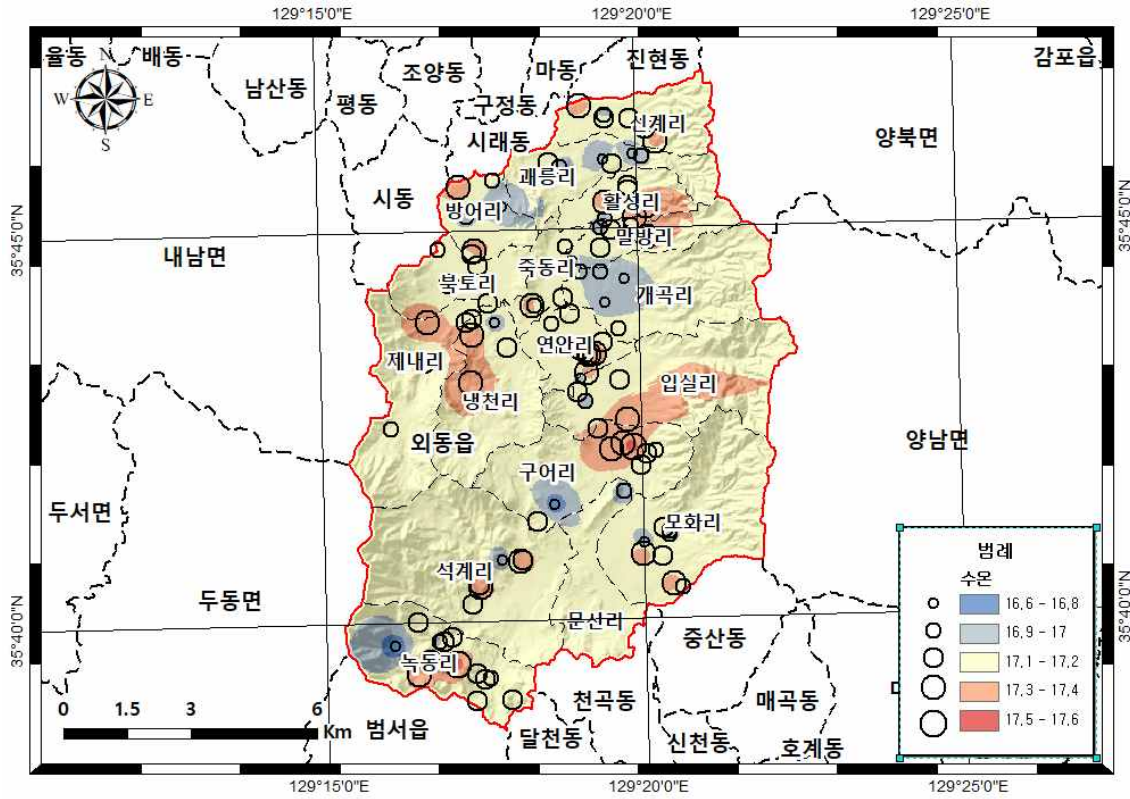 129°15'0"E 129°20'0"E 129°25'0"E
율동 배동 조양동 마동 진현동 감포읍
N
W E
S
남산동 평동 구정동
신계리
시래동 양북면
괘릉리
시동 방어리 활성리
말방리
35°45'0"N 35°45'0"N
내남면 죽동리
북토리 개곡리
연안리
제내리 입실리
냉천리
외동읍 양남면
구어리
두서면
모화리
범례
수온
석계리
두동면 16.6 - 16.8
문산리 16.9 - 17
35°40'0"N 35°40'0"N
중산동
녹동리 17.1 - 17.2
매곡동 17.3 - 17.4
천곡동
0 1.5 3 6 Km
범서읍 17.5 - 17.6
달천동 신천동 호계동
129°15'0"E 129°20'0"E 129°25'0"E